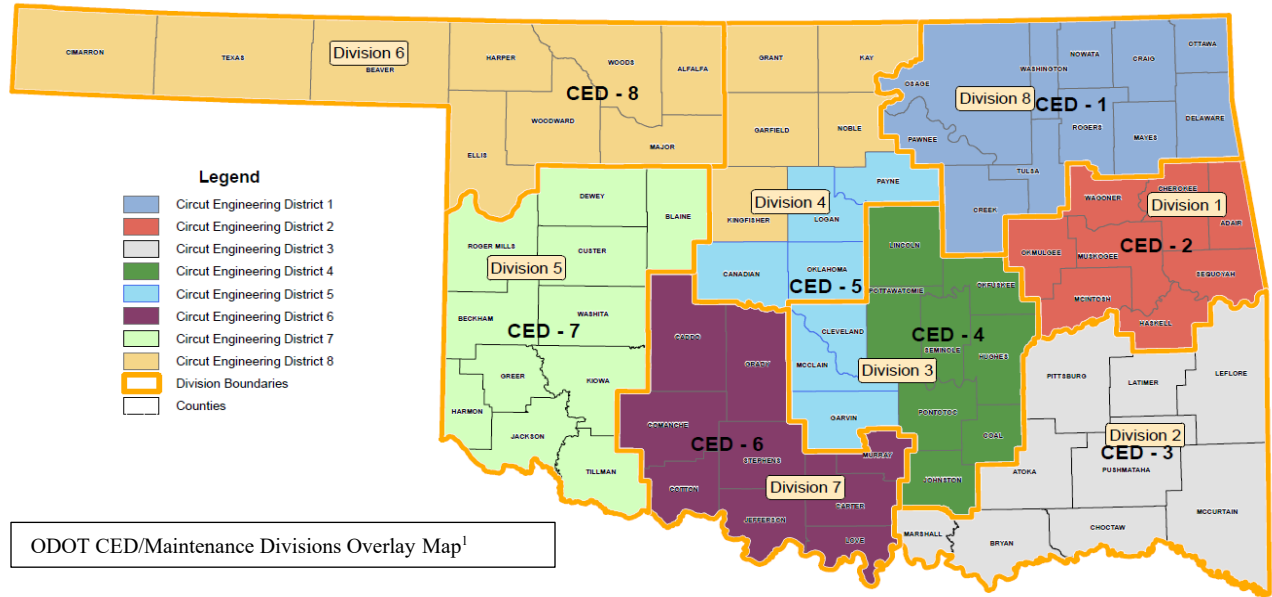 CIMARRON
TEXAS
Division 6
BEAVER
HARPER
WOODS
ALFALFA
CED - 8
WOODWARD
ELLIS
MAJOR
GRANT
KAY
GARFIELD
NOBLE
KINGFISHER
Division 4
PAYNE
LOGAN
CANADIAN
OKLAHOMA
CED - 5
CLEVELAND
MCCLAIN
GARVIN
OSAGE
WASHINGTON
NOWATA
CRAIG
OTTAWA
Division 8
CED - 1
PAWNEE
ROGERS
MAYES
DELAWARE
TULSA
CREEK
WAGONER
CHEROKEE
Division 1
ADAIR
OKMULGEE
MUSKOGEE
CED - 2
SEQUOYAH
MCINTOSH
HASKELL
LINCOLN
POTTAWATOMIE
OKFUSKEE
CED - 4
SEMINOLE
HUGHES
Division 3
PONTOTOC
COAL
JOHNSTON
PITTSBURG
LATIMER
LEFLORE
Division 2
CED - 3
PUSHMATAHA
ATOKA
MCCURTAIN
CHOCTAW
BRYAN
MARSHALL
DEWEY
BLAINE
ROGER MILLS
CUSTER
Division 5
WASHITA
BECKHAM
CED - 7
GREER
KIOWA
HARMON
JACKSON
TILLMAN
CADDO
GRADY
COMANCHE
CED - 6
STEPHENS
MURRAY
COTTON
Division 7
CARTER
JEFFERSON
LOVE
Legend
Circut Engineering District 1
Circut Engineering District 2
Circut Engineering District 3
Circut Engineering District 4
Circut Engineering District 5
Circut Engineering District 6
Circut Engineering District 7
Circut Engineering District 8
Division Boundaries
Counties
ODOT CED/Maintenance Divisions Overlay Map¹